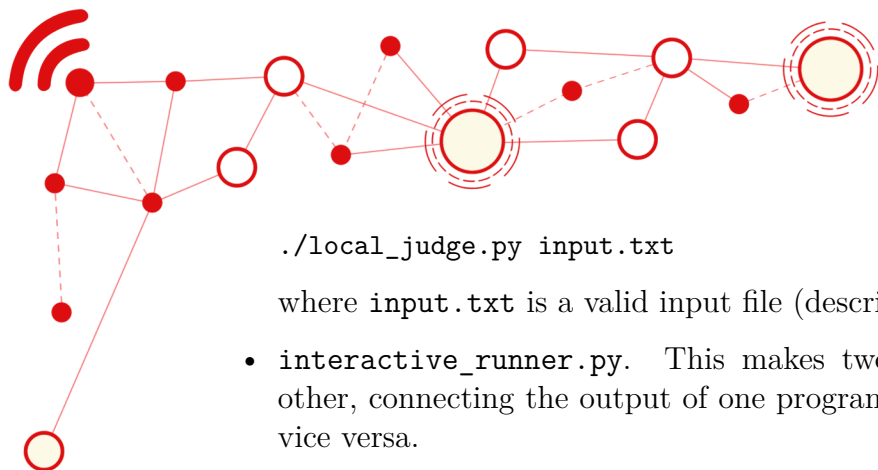 ./local_judge.py input.txt
where input.txt is a valid input file (descri
• interactive_runner.py. This makes tw
other, connecting the output of one program
vice versa.